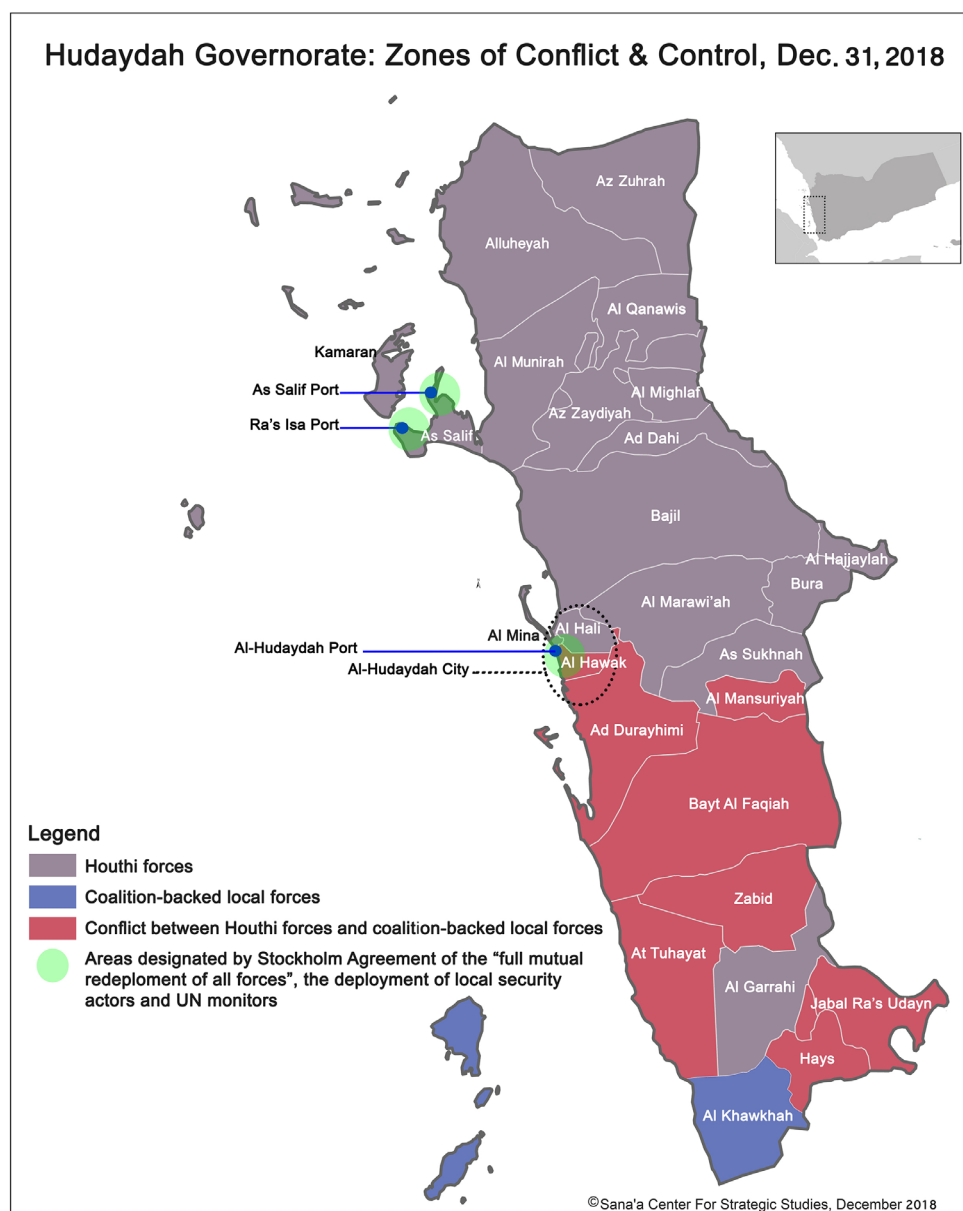 Hudaydah Governorate: Zones of Conflict & Control, Dec. 31, 2018
Az Zuhrah
Alluheyah
Al Qanawis
Kamaran
Al Munirah
As Salif Port
Al Mighlaf
Az Zaydiyah
Ra's Isa Port
As Salif
Ad Dahi
Bajil
Al Hajjaylah
Bura
Al Marawi'ah
Al Hali
Al Mina
Al-Hudaydah Port
As Sukhnah
Al Hawak
Al-Hudaydah City
Al Mansuriyah
Ad Durayhimi
Bayt Al Faqiah
Legend
Houthi forces
Coalition-backed local forces
Conflict between Houthi forces and coalition-backed local forces
Areas designated by Stockholm Agreement of the “full mutual
redeploment of all forces”, the deployment of local security
actors and UN monitors
Zabid
At Tuhayat
Al Garrahi
Jabal Ra's Udayn
Hays
Al Khawkhah
©Sana'a Center For Strategic Studies, December 2018